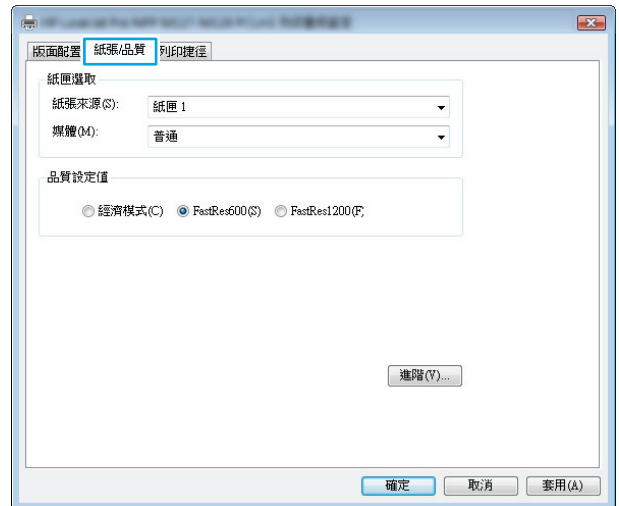 版面配置 紙張/品質 列印捷徑
紙匣選取
紙張來源(S): 紙匣 1
媒體(M): 普通
品質設定值
經濟模式(C) FastRes600(S) FastRes1200(F)
進階(V)...
確定 取消 套用(A)